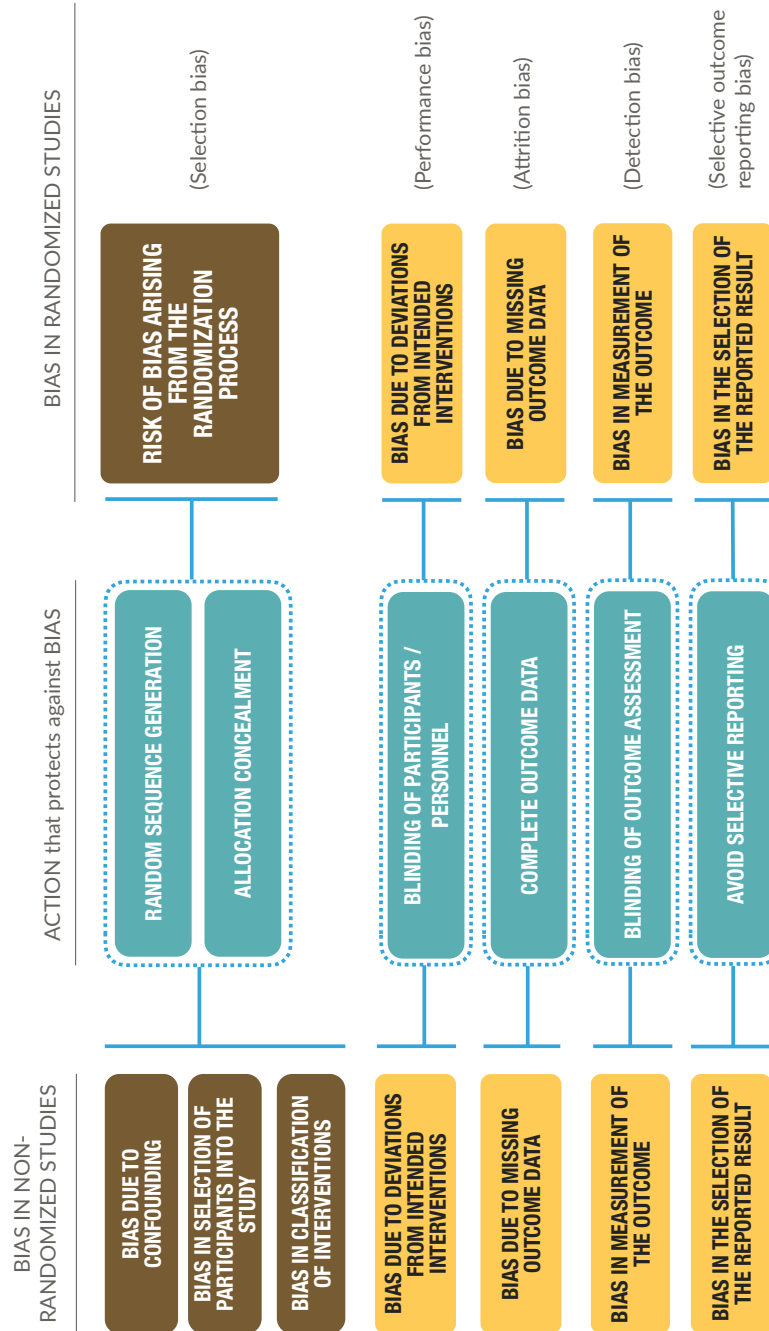 BIAS IN NON-
RANDOMIZED STUDIES
BIAS DUE TO
CONFOUNDING
BIAS IN SELECTION OF
PARTICIPANTS INTO THE
STUDY
BIAS IN CLASSIFICATION
OF INTERVENTIONS
BIAS DUE TO DEVIATIONS
FROM INTENDED
INTERVENTIONS
BIAS DUE TO MISSING
OUTCOME DATA
BIAS IN MEASUREMENT OF
THE OUTCOME
BIAS IN THE SELECTION OF
THE REPORTED RESULT
ACTION that protects against BIAS
RANDOM SEQUENCE GENERATION
ALLOCATION CONCEALMENT
BLINDING OF PARTICIPANTS /
PERSONNEL
COMPLETE OUTCOME DATA
BLINDING OF OUTCOME ASSESSMENT
AVOID SELECTIVE REPORTING
BIAS IN RANDOMIZED STUDIES
RISK OF BIAS ARISING
FROM THE
RANDOMIZATION
PROCESS
(Selection bias)
BIAS DUE TO DEVIATIONS
FROM INTENDED
INTERVENTIONS
(Performance bias)
BIAS DUE TO MISSING
OUTCOME DATA
(Attrition bias)
BIAS IN MEASUREMENT OF
THE OUTCOME
(Detection bias)
BIAS IN THE SELECTION OF
THE REPORTED RESULT
(Selective outcome
reporting bias)